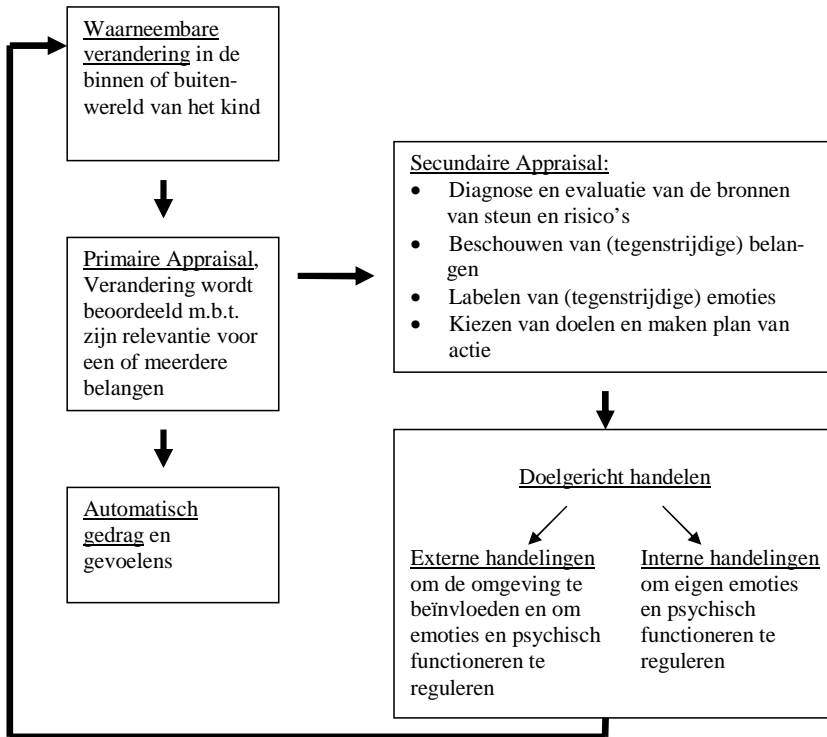 Waarneembare
verandering in de
binnen of buiten-
wereld van het kind
Primaire Appraisal,
Verandering wordt
beoordeeld m.b.t.
zijn relevantie voor
een of meerdere
belangen
Automatisch
gedrag en
gevoelens
Secundaire Appraisal:
• Diagnose en evaluatie van de bronnen
van steun en risico’s
• Beschouwen van (tegenstrijdige) belan-
gen
• Labelen van (tegenstrijdige) emoties
• Kiezen van doelen en maken plan van
actie
Doelgericht handelen
Externe handelingen
om de omgeving te
beïnvloeden en om
emoties en psychisch
functioneren te
reguleren
Interne handelingen
om eigen emoties
en psychisch
functioneren te
reguleren